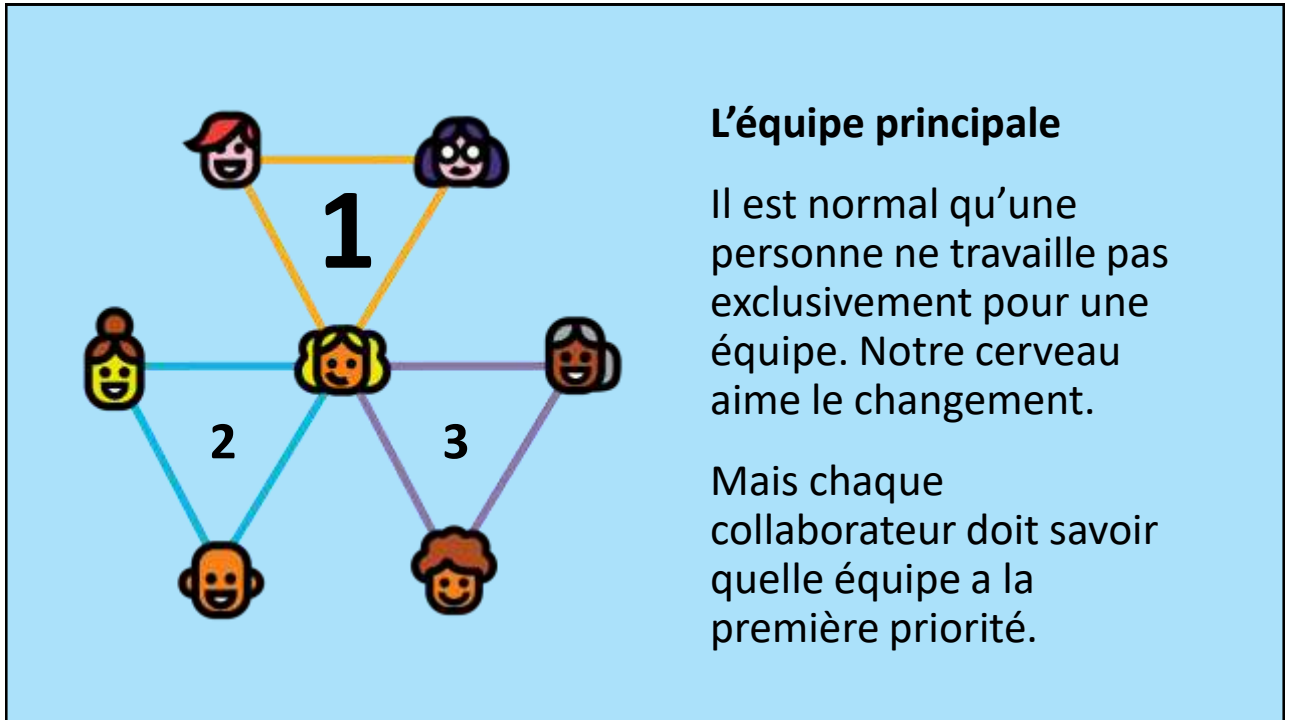 1
2
3
L’équipe principale
Il est normal qu’une
personne ne travaille pas
exclusivement pour une
équipe. Notre cerveau
aime le changement.
Mais chaque
collaborateur doit savoir
quelle équipe a la
première priorité.